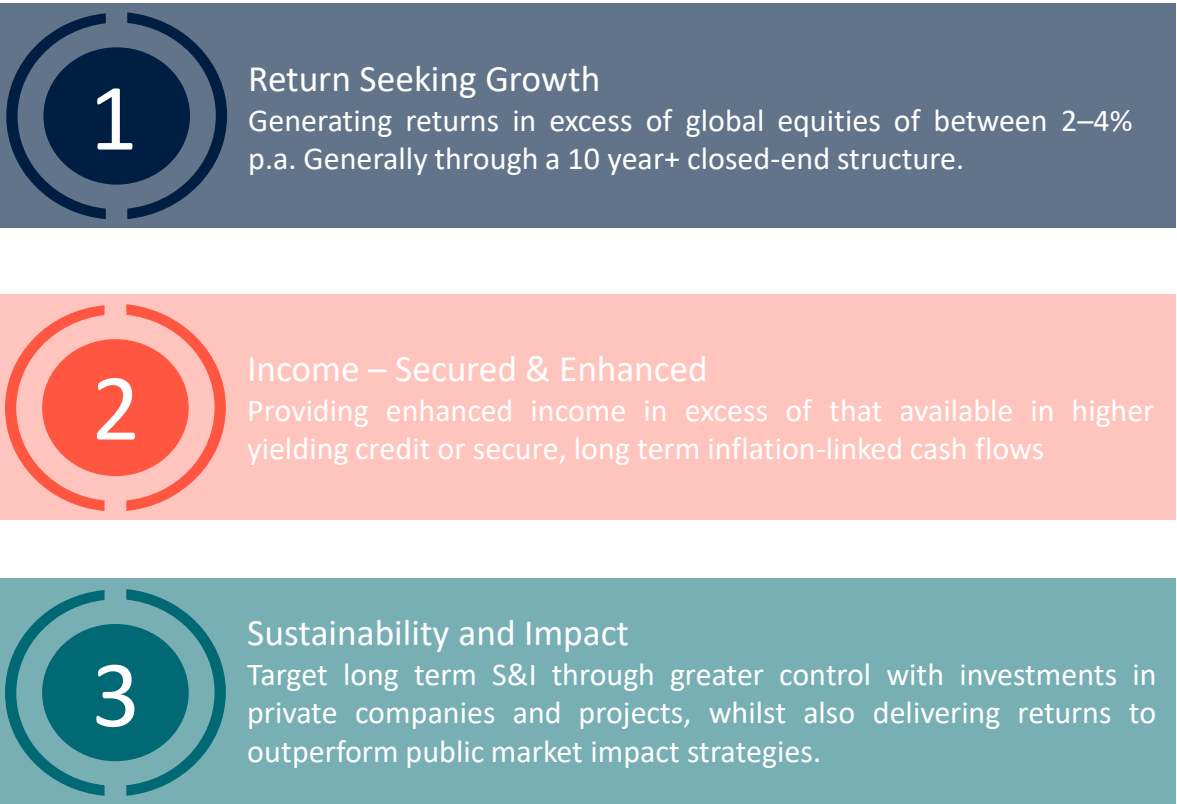 1
Return Seeking Growth
Generating returns in excess of global equities of between 2–4%
p.a. Generally through a 10 year+ closed-end structure.
2
Income – Secured & Enhanced
Providing enhanced income in excess of that available in higher
yielding credit or secure, long term inflation-linked cash flows
3
Sustainability and Impact
Target long term S&I through greater control with investments in
private companies and projects, whilst also delivering returns to
outperform public market impact strategies.